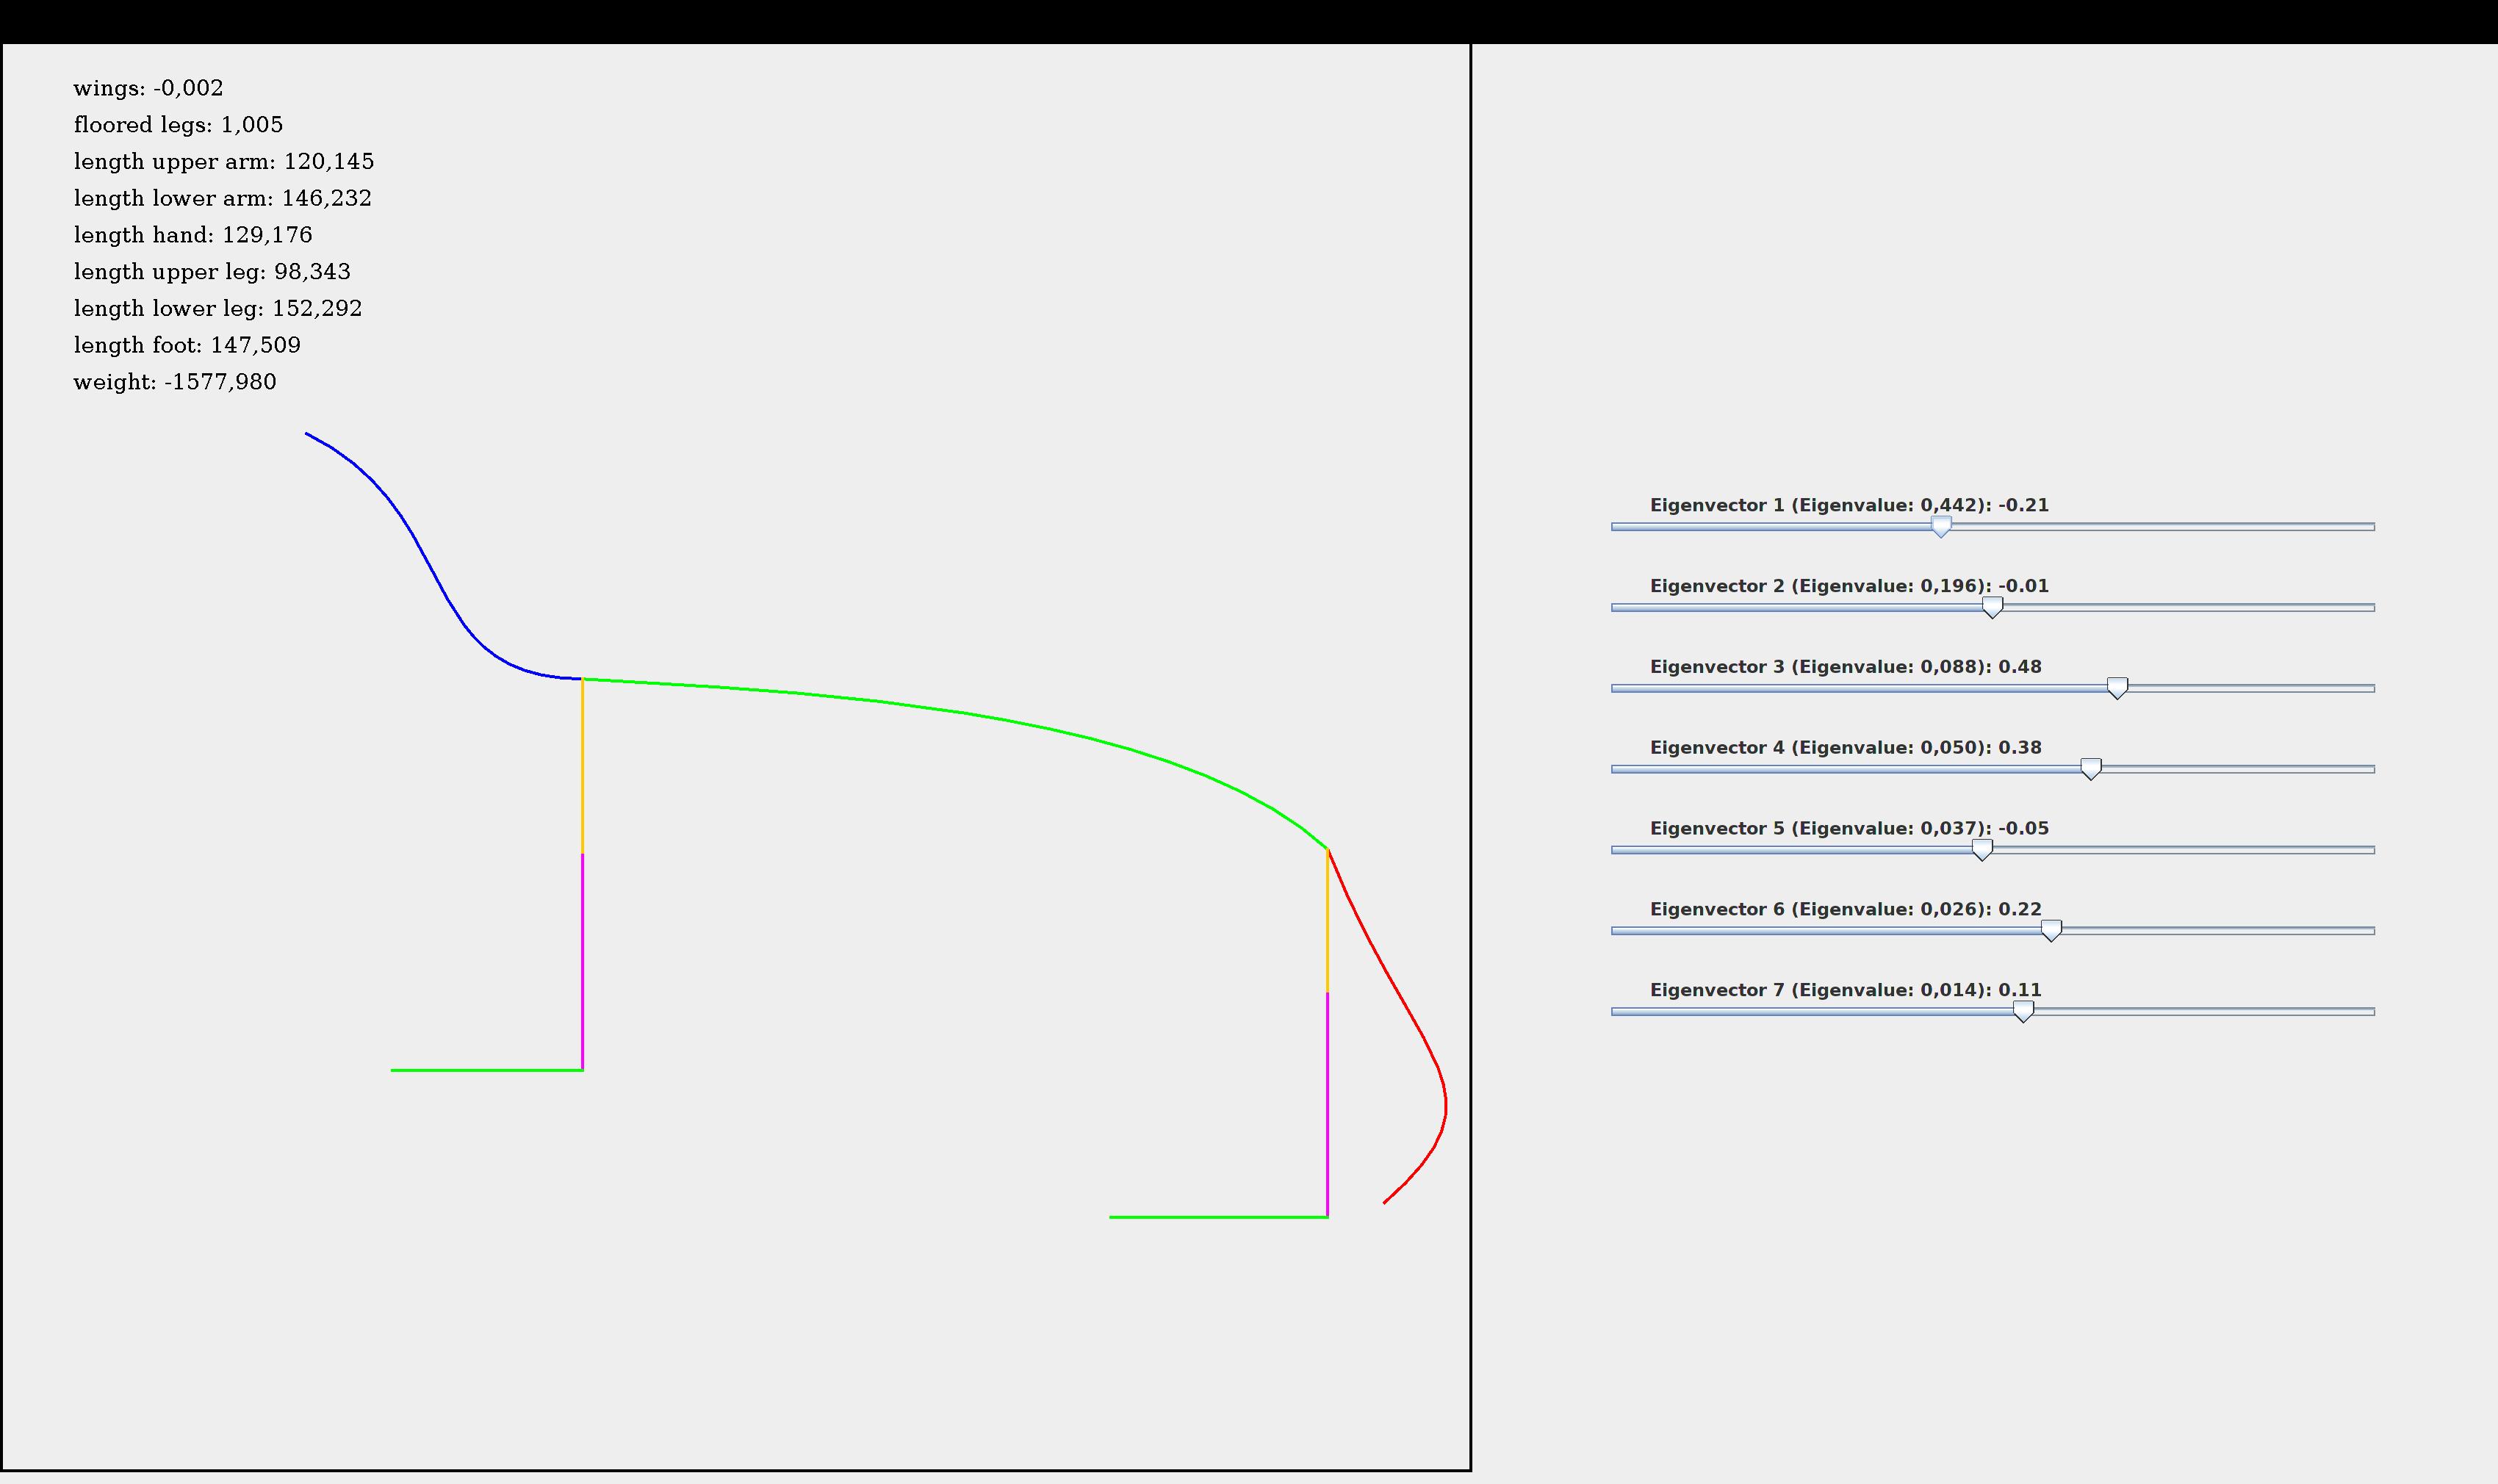 wings: -0,002
floored legs: 1,005
length upper arm: 120,145
length lower arm: 146,232
length hand: 129,176
length upper leg: 98,343
length lower leg: 152,292
length foot: 147,509
weight: -1577,980
Eigenvector 1 (Eigenvalue: 0,442): -0.21
Eigenvector 2 (Eigenvalue: 0,196): -0.01
Eigenvector 3 (Eigenvalue: 0,088): 0.48
Eigenvector 4 (Eigenvalue: 0,050): 0.38
Eigenvector 5 (Eigenvalue: 0,037): -0.05
Eigenvector 6 (Eigenvalue: 0,026): 0.22
Eigenvector 7 (Eigenvalue: 0,014): 0.11